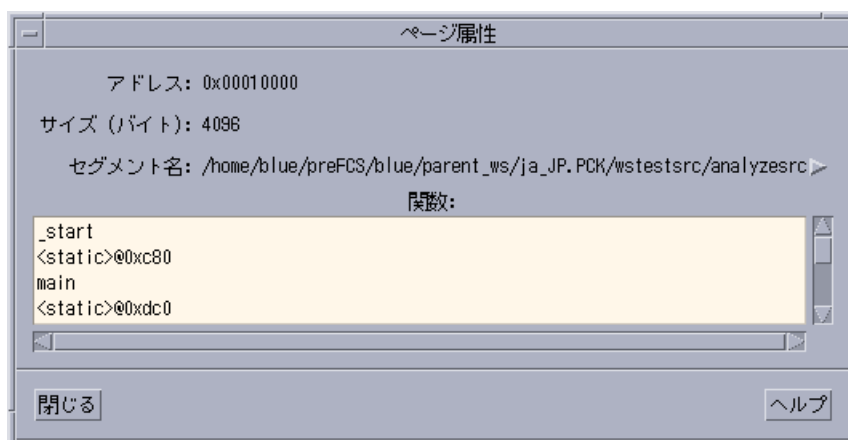 ページ属性
アドレス: 0x00010000
サイズ (バイト): 4096
セグメント名: /home/blue/preFCS/blue/parent_ws/ja_JP.PCK/wstestsrc/analyzesrc
関数:
_start
<static>@0xc80
main
<static>@0xdc0
閉じる
ヘルプ